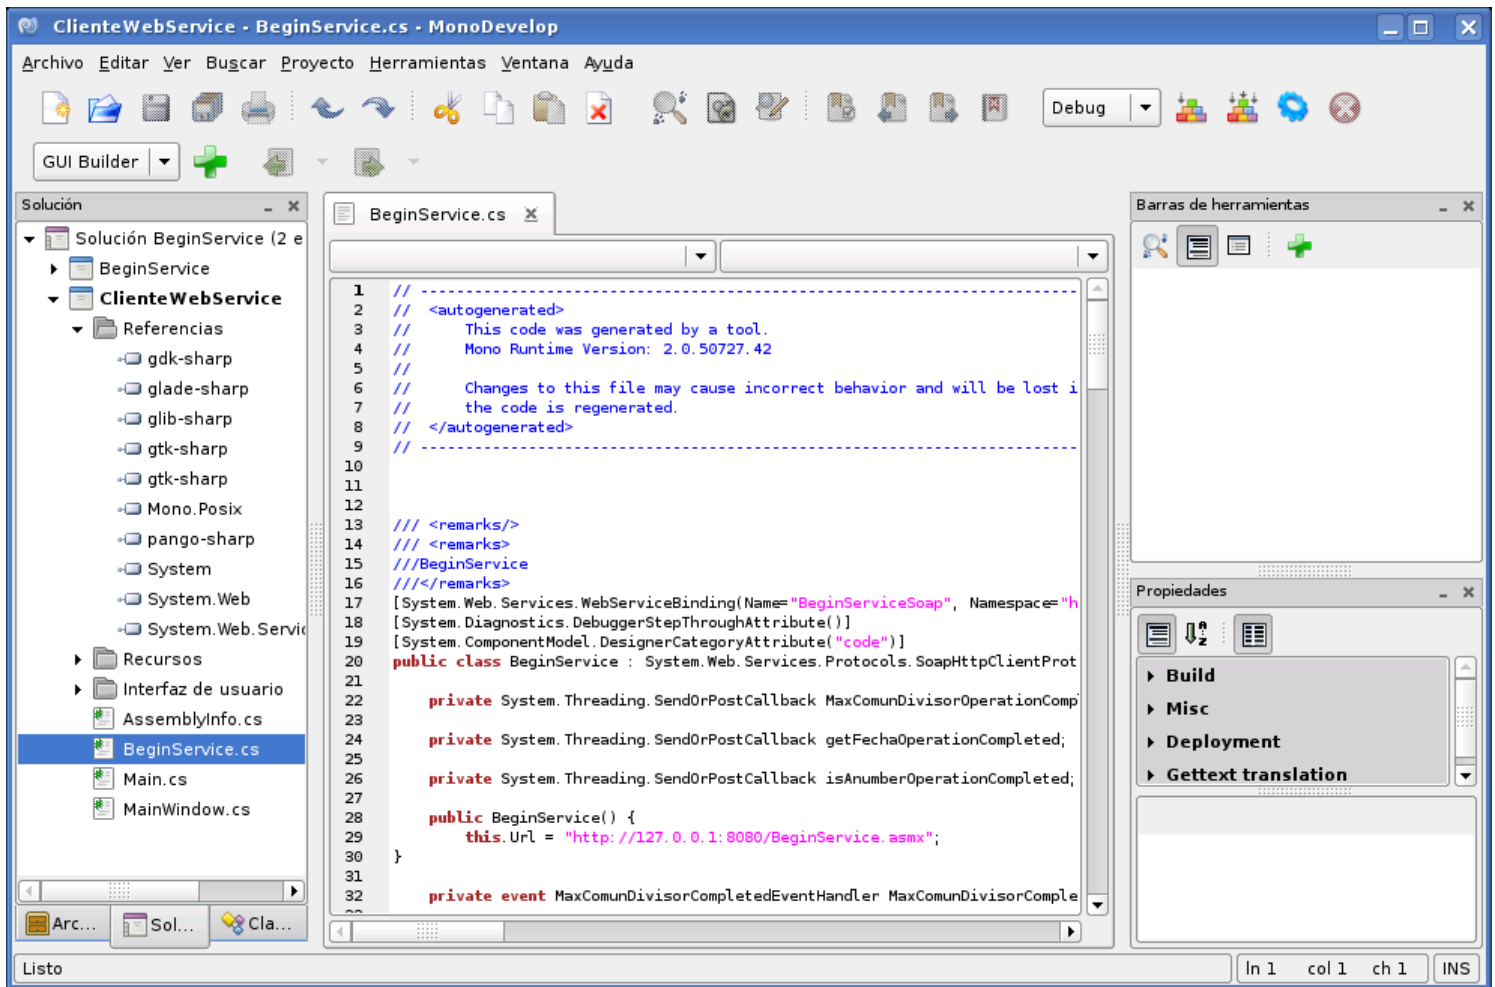 ClienteWebService - BeginService.cs - MonoDevelop
Archivo Editar Ver Buscar Proyecto Herramientas Ventana Ayuda
Debug
GUI Builder
Solución
Solución BeginService (2 e
BeginService
ClienteWebService
Referencias
gdk-sharp
glade-sharp
glib-sharp
gtk-sharp
gtk-sharp
Mono.Posix
pango-sharp
System
System.Web
System.Web.Servic
Recursos
Interfaz de usuario
AssemblyInfo.cs
BeginService.cs
Main.cs
MainWindow.cs
Arc... Sol... Cla...
BeginService.cs
1 // -------------------------------------------------------------------------
2 // <autogenerated>
3 // This code was generated by a tool.
4 // Mono Runtime Version: 2.0.50727.42
5 //
6 // Changes to this file may cause incorrect behavior and will be lost i
7 // the code is regenerated.
8 // </autogenerated>
9 // -------------------------------------------------------------------------
10
11
12
13 /// <remarks/>
14 /// <remarks>
15 ///BeginService
16 ///</remarks>
17 [System.Web.Services.WebServiceBinding(Name="BeginServiceSoap", Namespace="h
18 [System.Diagnostics.DebuggerStepThroughAttribute()]
19 [System.ComponentModel.DesignerCategoryAttribute("code")]
20 public class BeginService : System.Web.Services.Protocols.SoapHttpClientProt
21
22 private System.Threading.SendOrPostCallback MaxComunDivisorOperationComp
23
24 private System.Threading.SendOrPostCallback getFechaOperationCompleted;
25
26 private System.Threading.SendOrPostCallback isAnumberOperationCompleted;
27
28 public BeginService() {
29 this.Url = "http://127.0.0.1:8080/BeginService.asmx";
30 }
31
32 private event MaxComunDivisorCompletedEventHandler MaxComunDivisorComple
Barras de herramientas
Propiedades
Build
Misc
Deployment
Gettext translation
Listo
ln 1 col 1 ch 1 INS